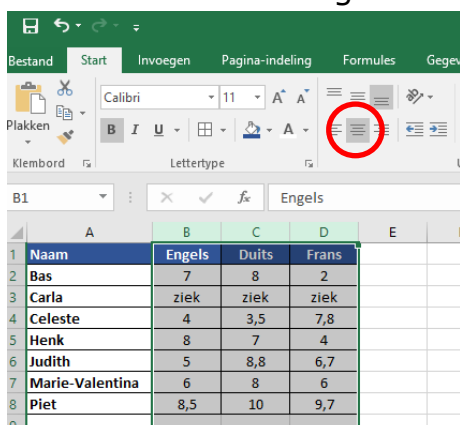 Bestand Start Invoegen Pagina-indeling Formules Gegev
Plakken
Calibri 11 A A
B I U A
Klembord Lettertype
B1 fx Engels
A B C D E
1 Naam Engels Duits Frans
2 Bas 7 8 2
3 Carla ziek ziek ziek
4 Celeste 4 3,5 7,8
5 Henk 8 7 4
6 Judith 5 8,8 6,7
7 Marie-Valentina 6 8 6
8 Piet 8,5 10 9,7